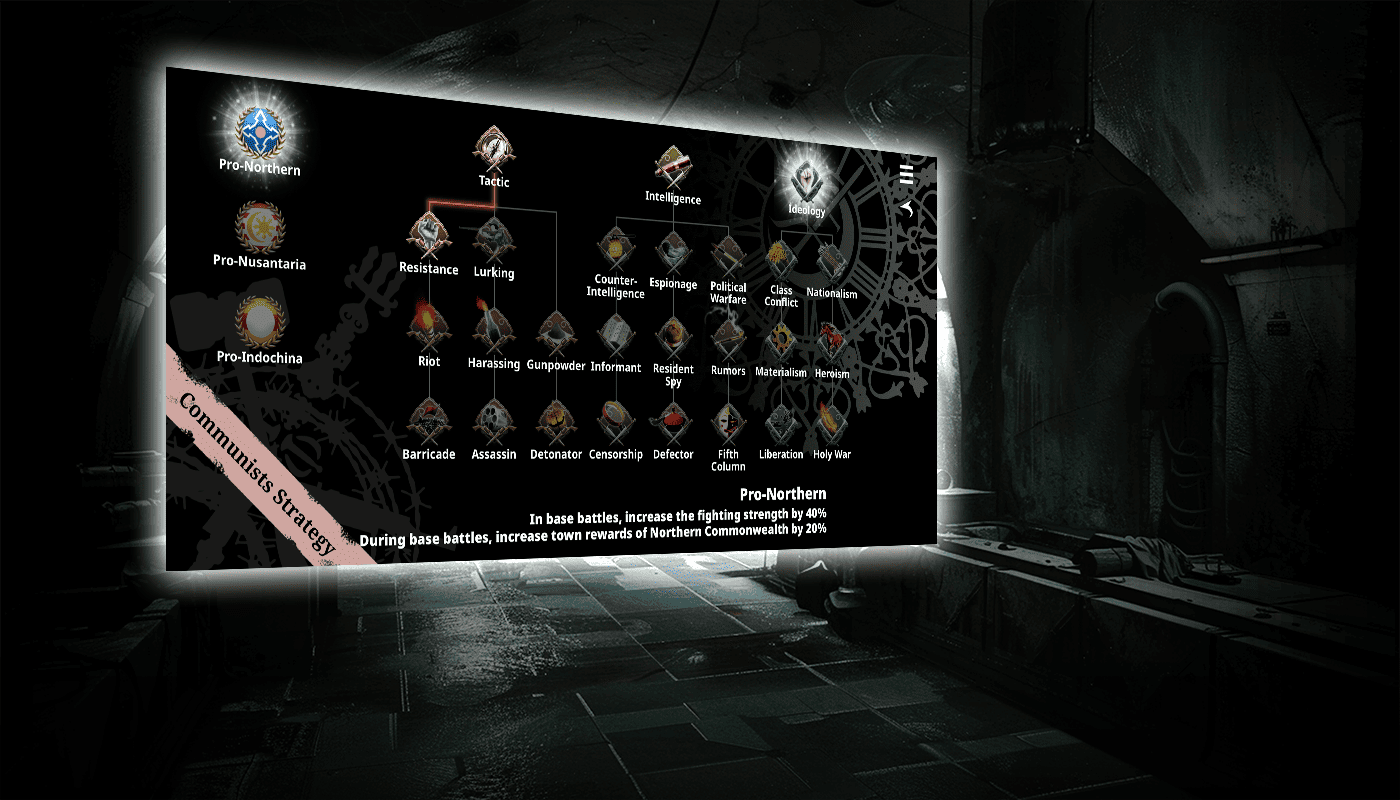 Pro-Northern
Pro-Nusantaria
Pro-Indochina
Communists Strategy
Tactic
Intelligence
Ideology
Resistance
Lurking
Counter-
Intelligence
Espionage
Political
Warfare
Class
Conflict
Nationalism
Riot
Harassing
Gunpowder
Informant
Resident
Spy
Rumors
Materialism
Heroism
Barricade
Assassin
Detonator
Censorship
Defector
Fifth
Column
Liberation
Holy War
Pro-Northern
In base battles, increase the fighting strength by 40%
During base battles, increase town rewards of Northern Commonwealth by 20%